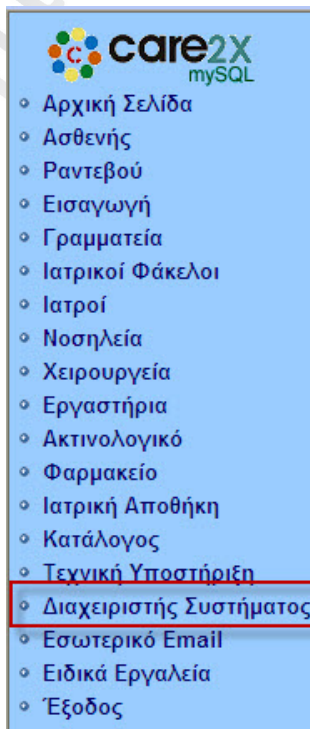 care2x
mySQL
Αρχική Σελίδα
Ασθενής
Ραντεβού
Εισαγωγή
Γραμματεία
Ιατρικοί Φάκελοι
Ιατροί
Νοσηλεία
Χειρουργεία
Εργαστήρια
Ακτινολογικό
Φαρμακείο
Ιατρική Αποθήκη
Κατάλογος
Τεχνική Υποστήριξη
Διαχειριστής Συστήματος
Εσωτερικό Email
Ειδικά Εργαλεία
Έξοδος